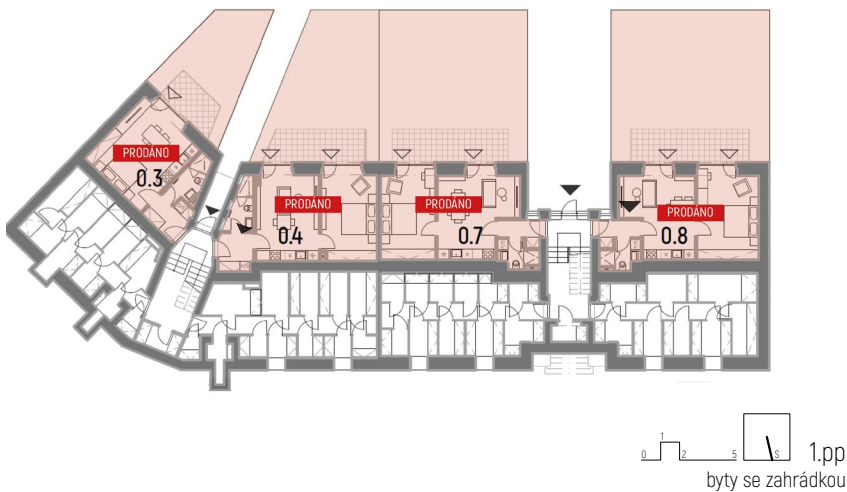 PRODÁNO
0.3
PRODÁNO
0.4
PRODÁNO
0.7
PRODÁNO
0.8
0 1 2 5 S 1.pp
byty se zahrádkou